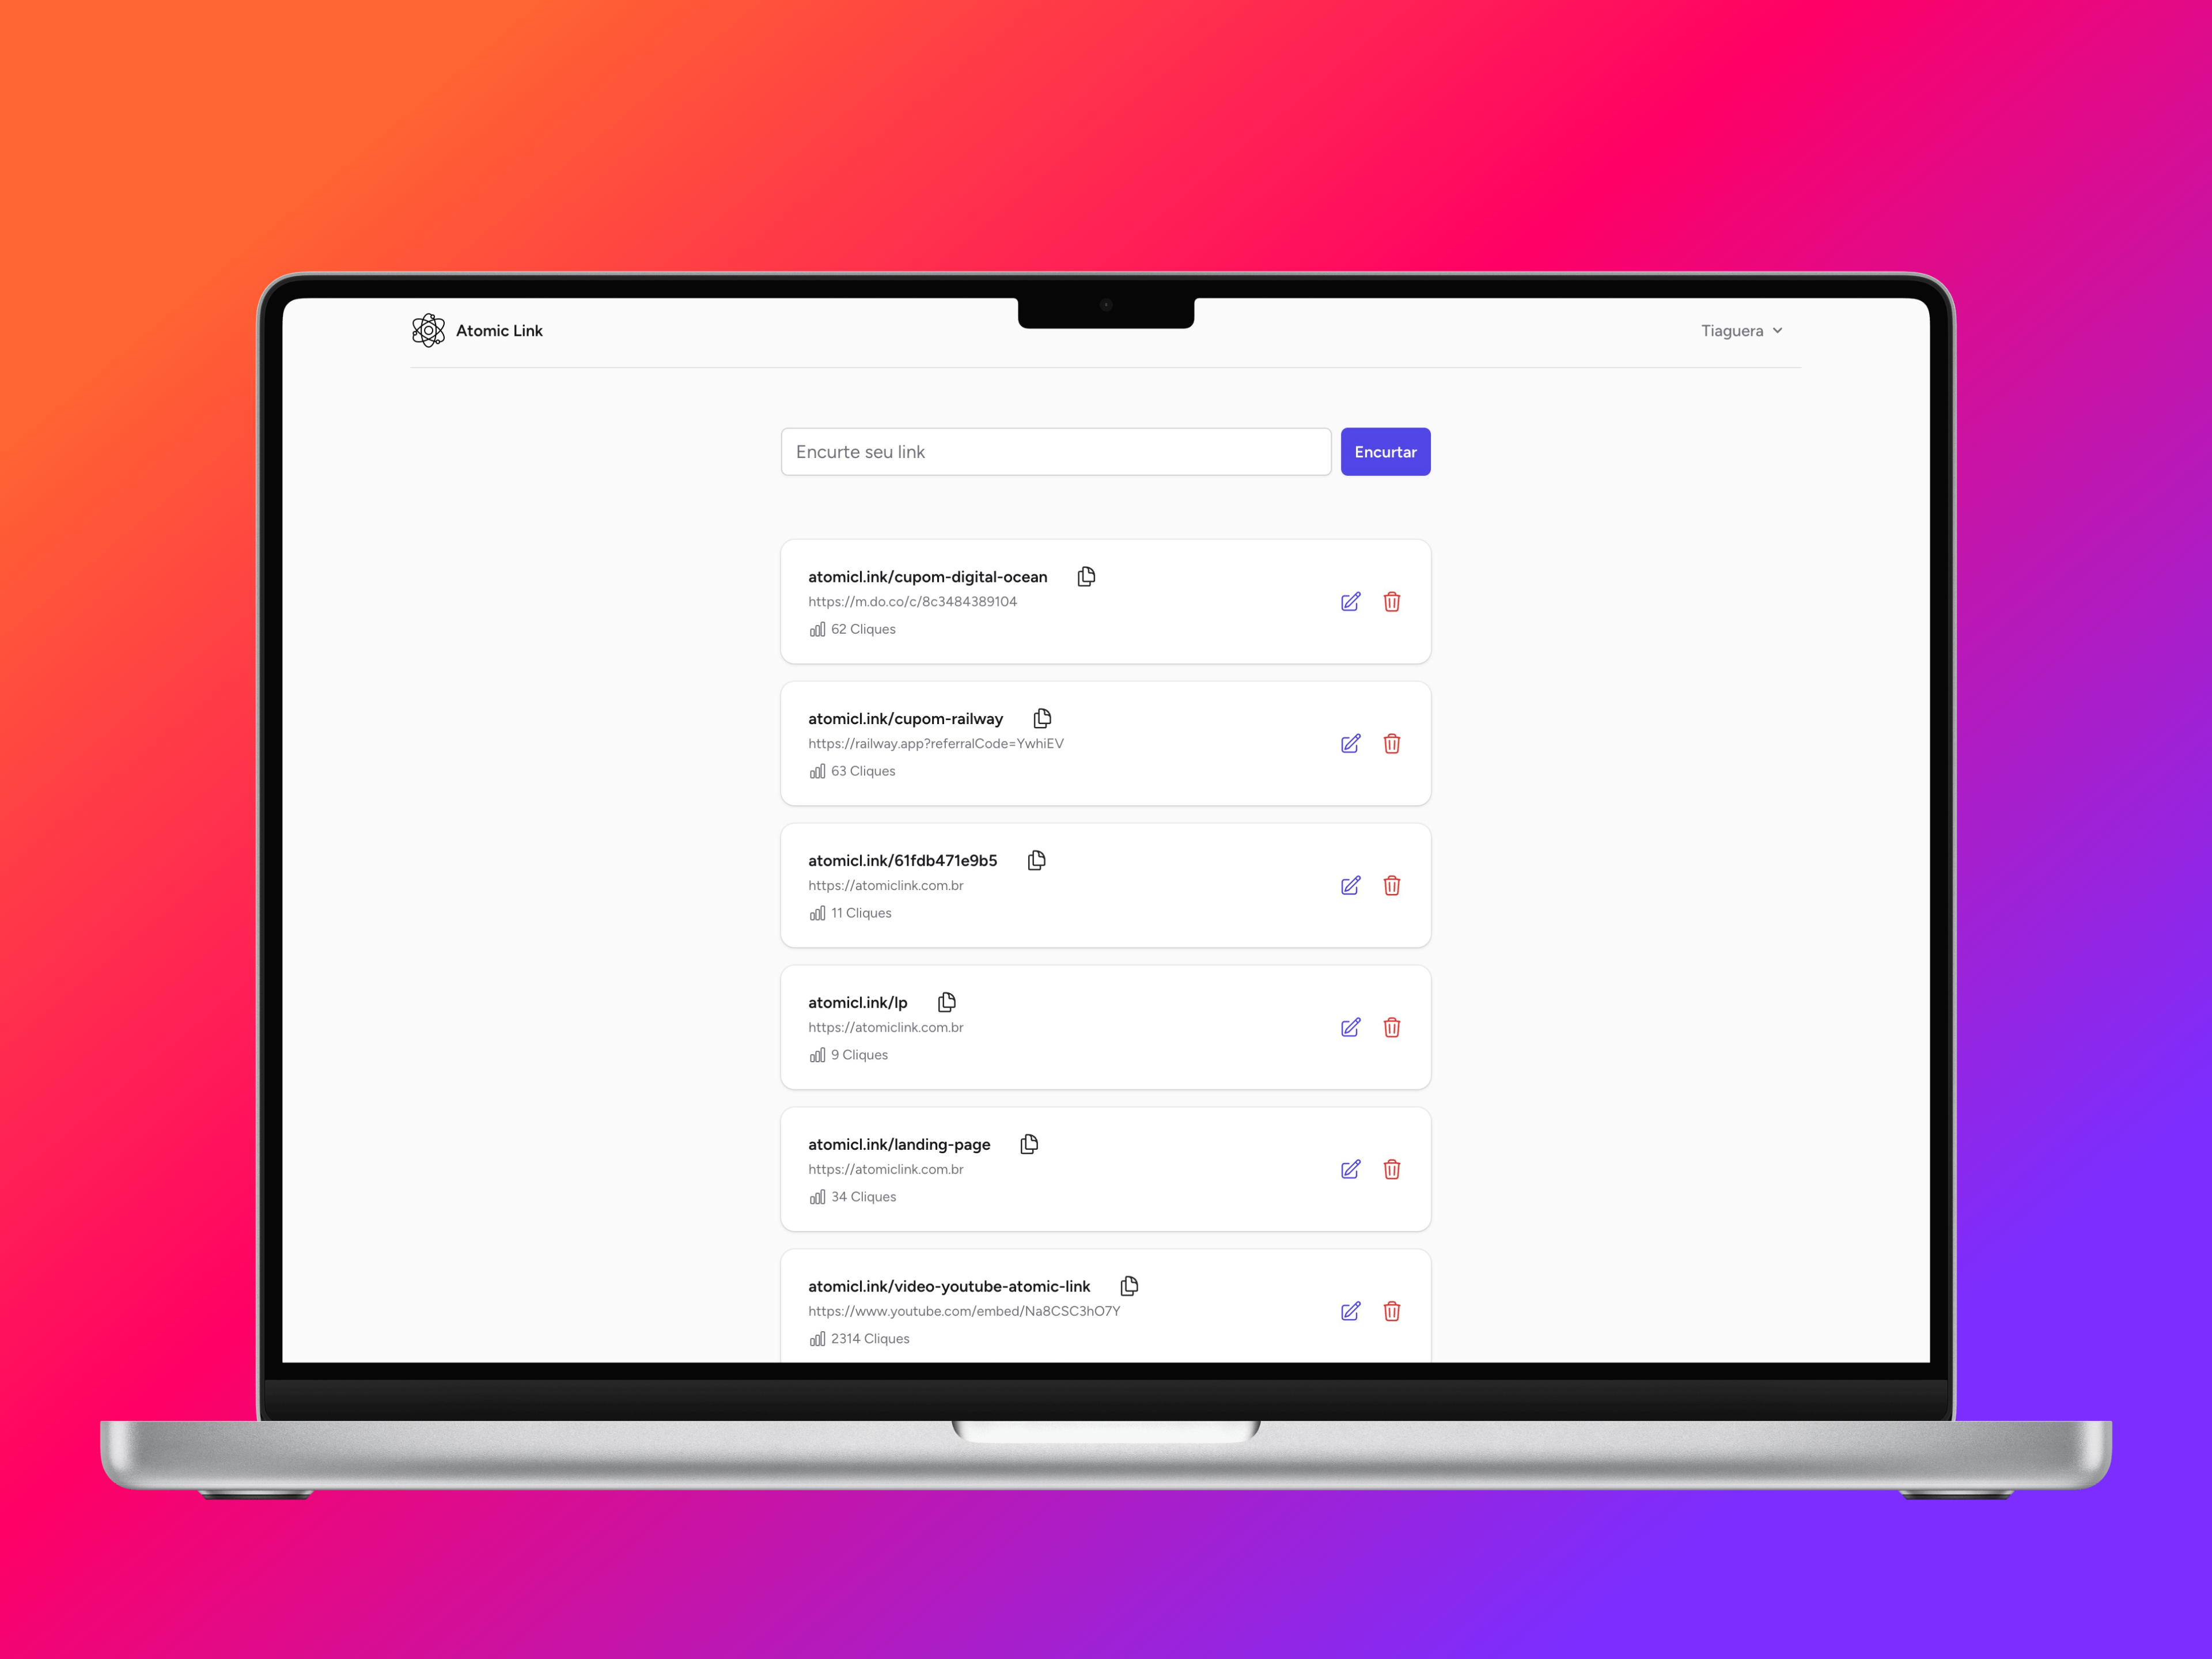 Atomic Link
Tiaguera
Encurte seu link
Encurtar
atomicl.ink/cupom-digital-ocean
https://m.do.co/c/8c3484389104
62 Cliques
atomicl.ink/cupom-railway
https://railway.app?referralCode=YwhiEV
63 Cliques
atomicl.ink/61fdb471e9b5
https://atomiclink.com.br
11 Cliques
atomicl.ink/lp
https://atomiclink.com.br
9 Cliques
atomicl.ink/landing-page
https://atomiclink.com.br
34 Cliques
atomicl.ink/video-youtube-atomic-link
https://www.youtube.com/embed/Na8CSC3hO7Y
2314 Cliques